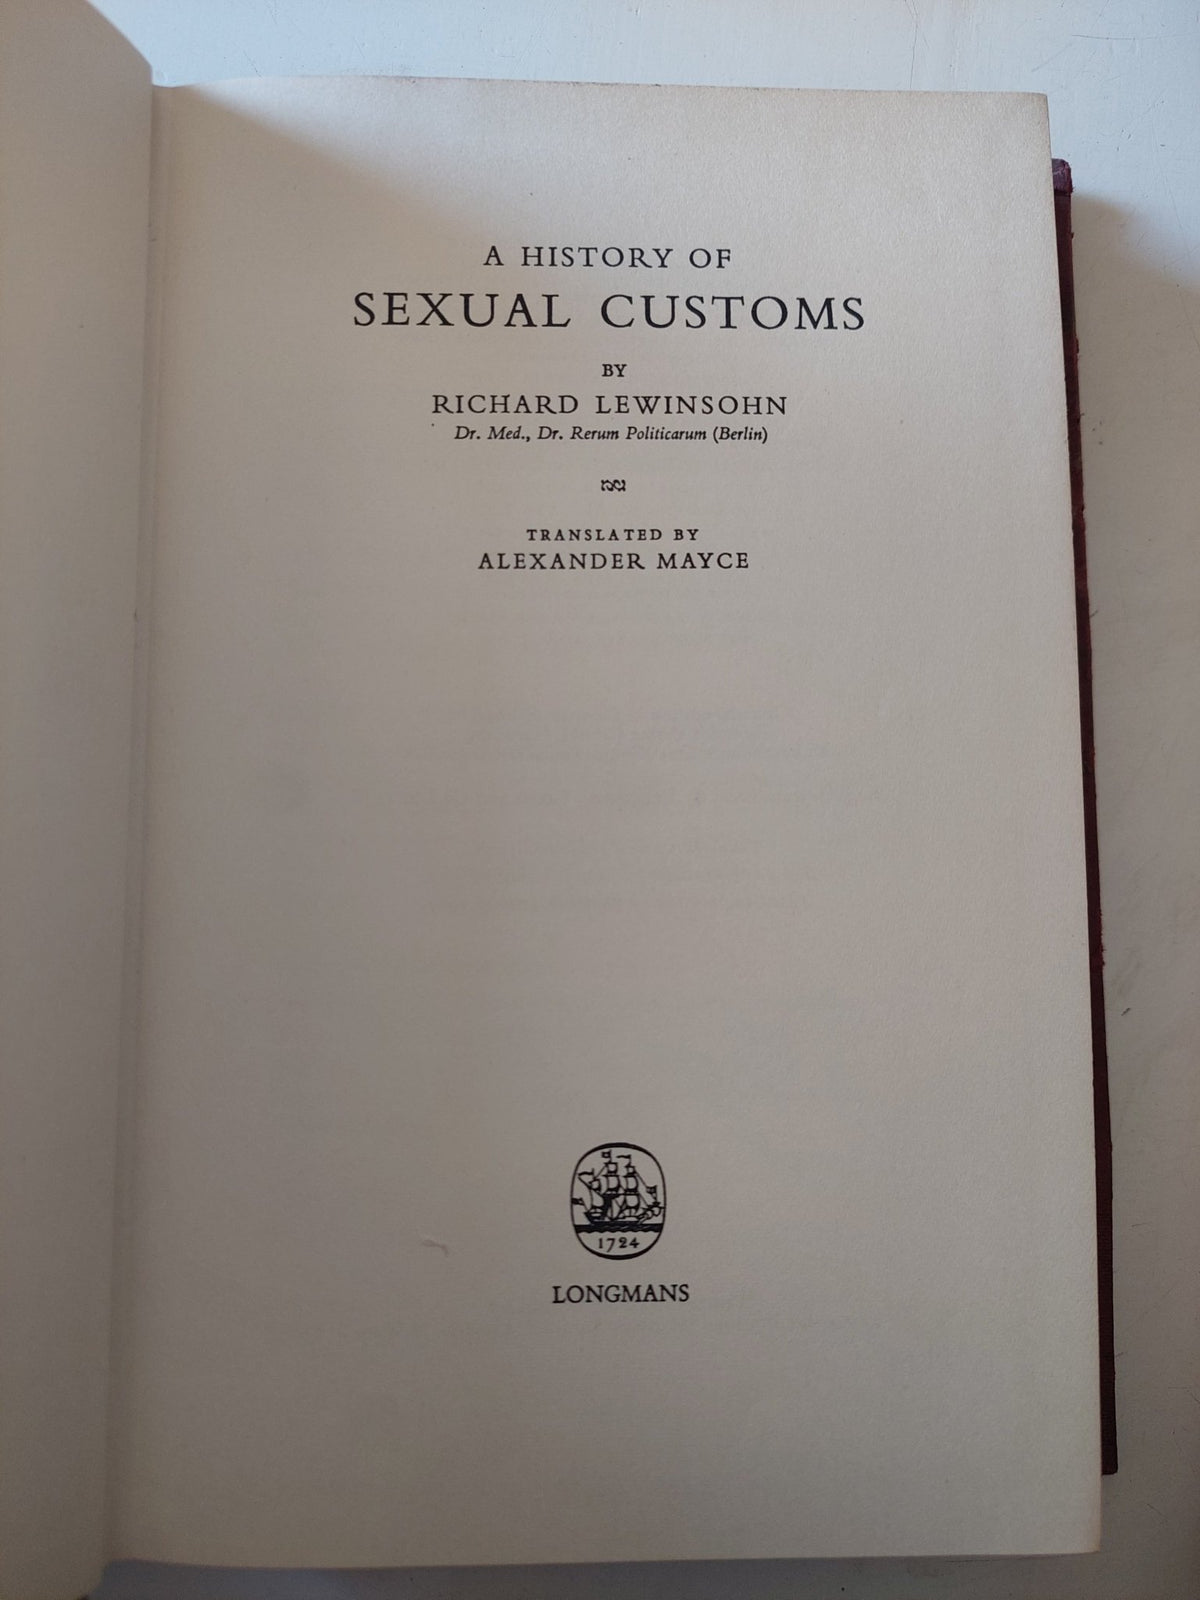 A HISTORY OF
SEXUAL CUSTOMS
BY
RICHARD LEWINSOHN
Dr. Med., Dr. Rerum Politicarum (Berlin)
TRANSLATED BY
ALEXANDER MAYCE
1724
LONGMANS